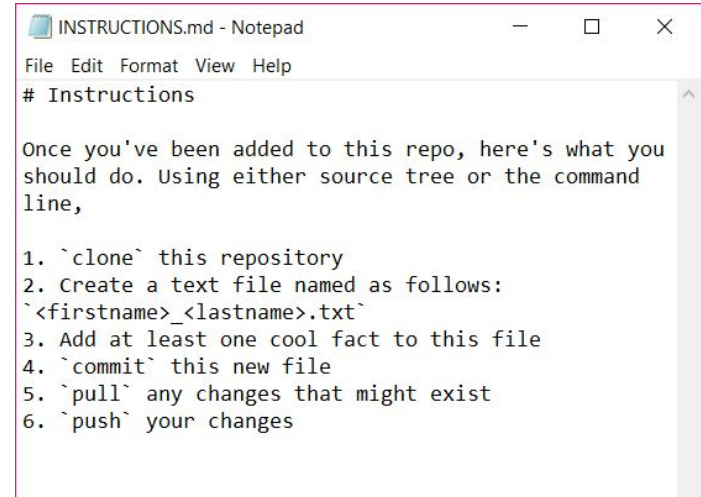 INSTRUCTIONS.md - Notepad
File Edit Format View Help
# Instructions
Once you've been added to this repo, here's what you
should do. Using either source tree or the command
line,
1. `clone` this repository
2. Create a text file named as follows:
`<firstname>_<lastname>.txt`
3. Add at least one cool fact to this file
4. `commit` this new file
5. `pull` any changes that might exist
6. `push` your changes